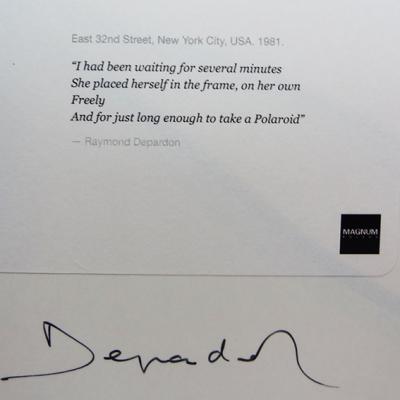 East 32nd Street, New York City, USA. 1981.
“I had been waiting for several minutes
She placed herself in the frame, on her own
Freely
And for just long enough to take a Polaroid”
— Raymond Depardon
MAGNUM
Depardon